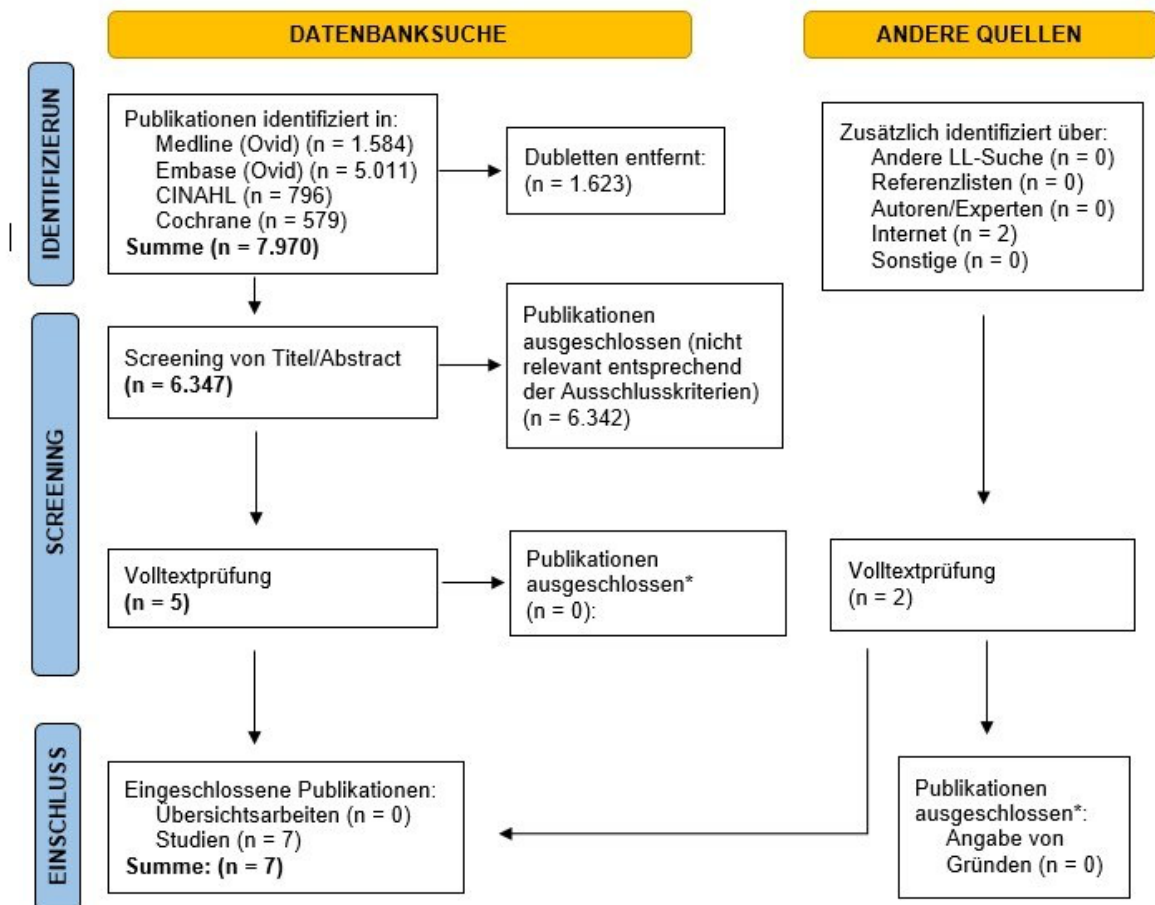 DATENBANKSUCHE
ANDERE QUELLEN
IDENTIFIZIERUN
Publikationen identifiziert in:
Medline (Ovid) (n = 1.584)
Embase (Ovid) (n = 5.011)
CINAHL (n = 796)
Cochrane (n = 579)
Summe (n = 7.970)
Dubletten entfernt:
(n = 1.623)
Zusätzlich identifiziert über:
Andere LL-Suche (n = 0)
Referenzlisten (n = 0)
Autoren/Experten (n = 0)
Internet (n = 2)
Sonstige (n = 0)
SCREENING
Screening von Titel/Abstract
(n = 6.347)
Publikationen
ausgeschlossen (nicht
relevant entsprechend
der Ausschlusskriterien)
(n = 6.342)
Volltextprüfung
(n = 5)
Publikationen
ausgeschlossen*
(n = 0):
Volltextprüfung
(n = 2)
EINSCHLUSS
Eingeschlossene Publikationen:
Übersichtsarbeiten (n = 0)
Studien (n = 7)
Summe: (n = 7)
Publikationen
ausgeschlossen*:
Angabe von
Gründen (n = 0)